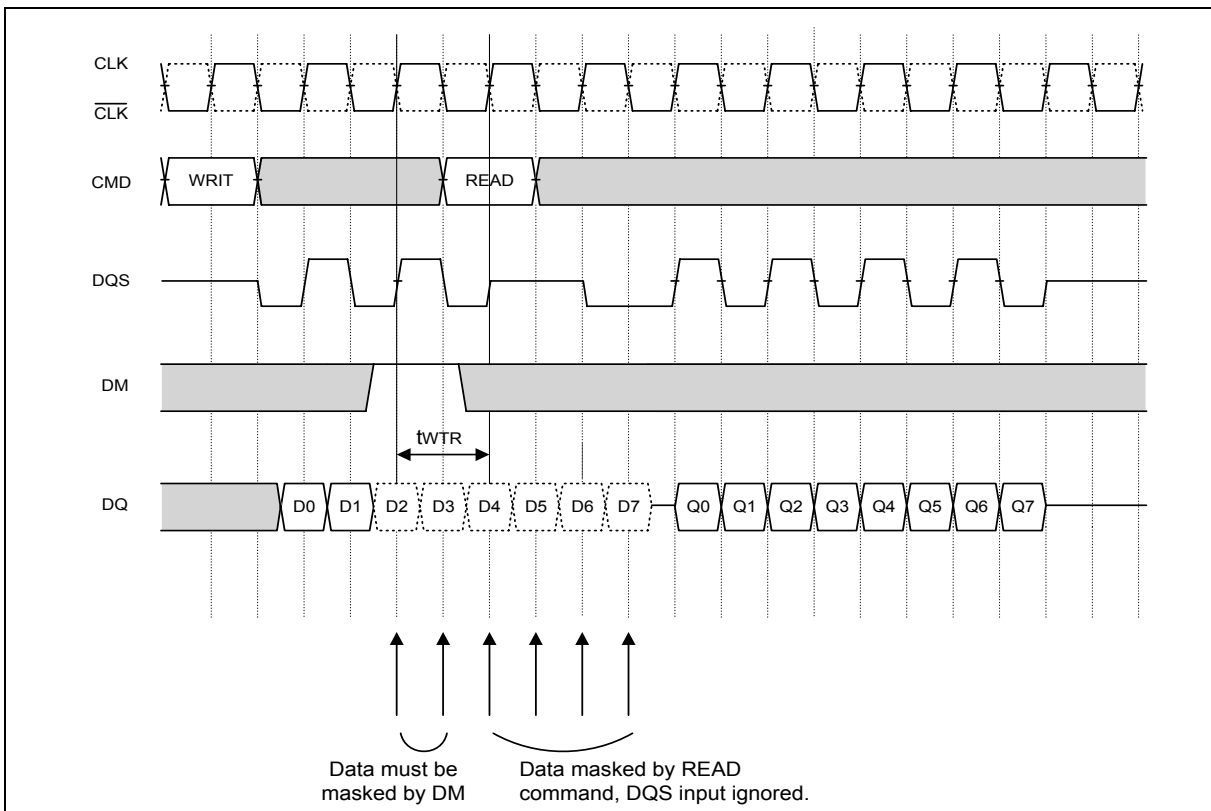 CLK
CLK
CMD WRIT READ
DQS
DM
tWTR
DQ D0 D1 D2 D3 D4 D5 D6 D7 Q0 Q1 Q2 Q3 Q4 Q5 Q6 Q7
Data must be
masked by DM
Data masked by READ
command, DQS input ignored.